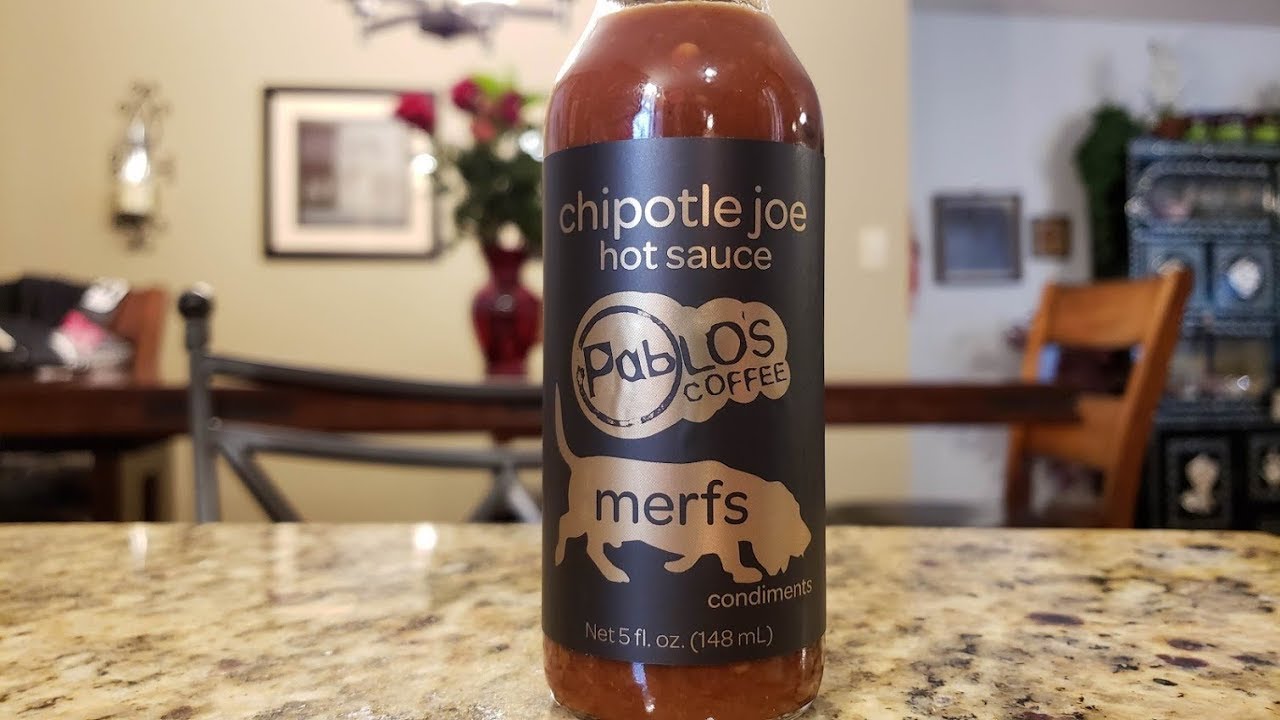 chipotle joe
hot sauce
PabLO'S
COFFEE
merfs
condiments
Net 5 fl. oz. (148 mL)